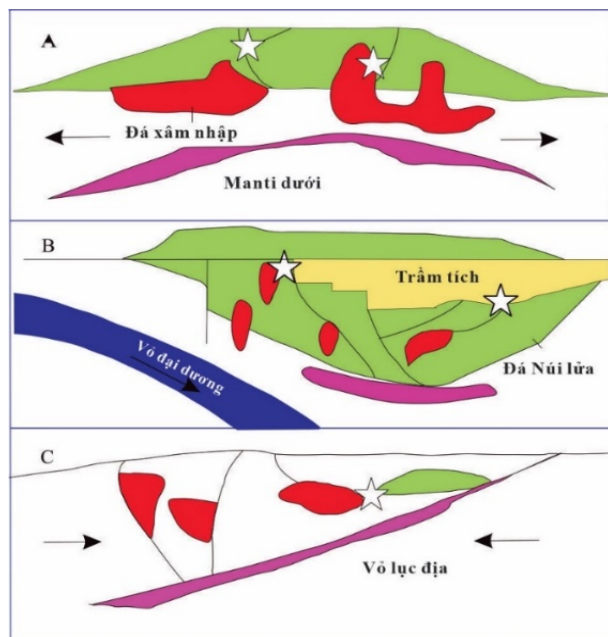 A
Đá xâm nhập
Manti dưới
B
Trầm tích
Vỏ đại dương
Đá Núi lửa
C
Vỏ lục địa